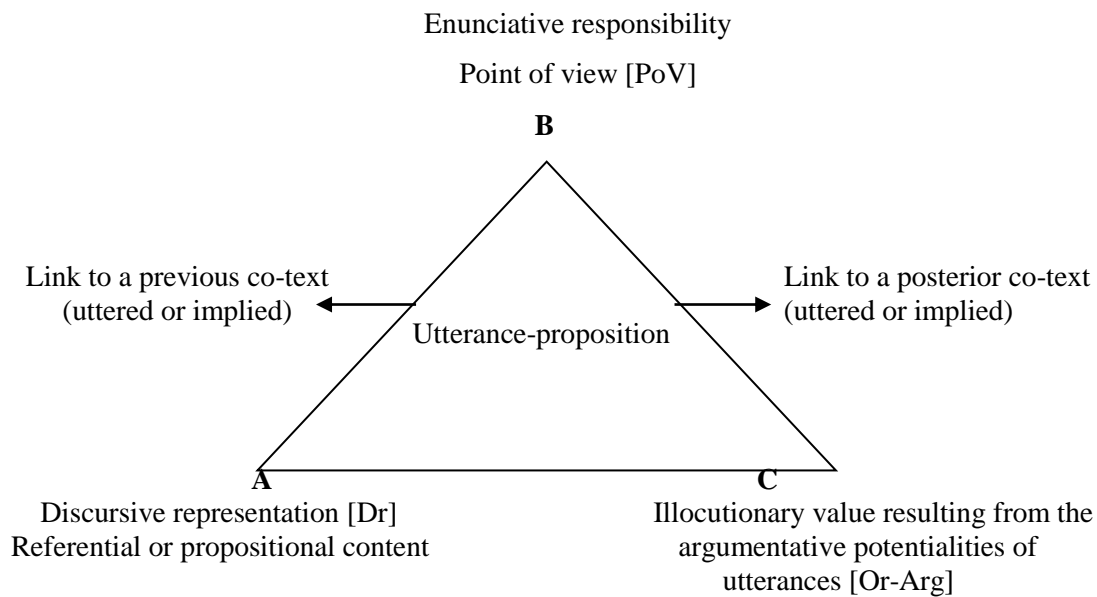 Enunciative responsibility
Point of view [PoV]
B
Link to a previous co-text
(uttered or implied)
Link to a posterior co-text
(uttered or implied)
Utterance-proposition
A
C
Discursive representation [Dr]
Referential or propositional content
Illocutionary value resulting from the
argumentative potentialities of
utterances [Or-Arg]